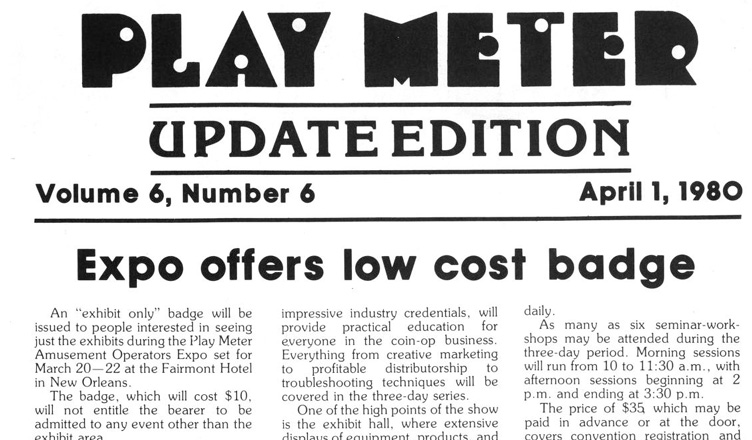 PLAY METER
UPDATE EDITION
Volume 6, Number 6
April 1, 1980
Expo offers low cost badge
An “exhibit only” badge will be
issued to people interested in seeing
just the exhibits during the Play Meter
Amusement Operators Expo set for
March 20—22 at the Fairmont Hotel
in New Orleans.
The badge, which will cost $10,
will not entitle the bearer to be
admitted to any event other than the
exhibit area.
impressive industry credentials, will
provide practical education for
everyone in the coin-op business.
Everything from creative marketing
to profitable distributorship to
troubleshooting techniques will be
covered in the three-day series.
One of the high points of the show
is the exhibit hall, where extensive
displays of equipment, products, and
daily.
As many as six seminar-work-
shops may be attended during the
three-day period. Morning sessions
will run from 10 to 11:30 a.m., with
afternoon sessions beginning at 2
p.m. and ending at 3:30 p.m.
The price of $35, which may be
paid in advance or at the door,
covers convention registration and